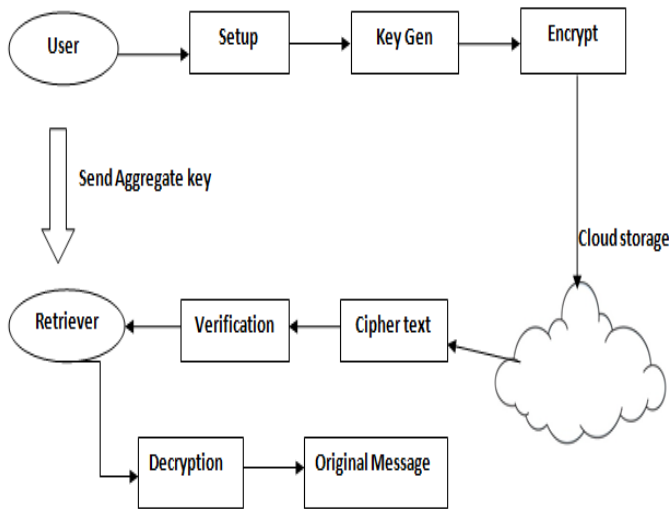 User
Setup
Key Gen
Encrypt
Send Aggregate key
Cloud storage
Retriever
Verification
Cipher text
Decryption
Original Message